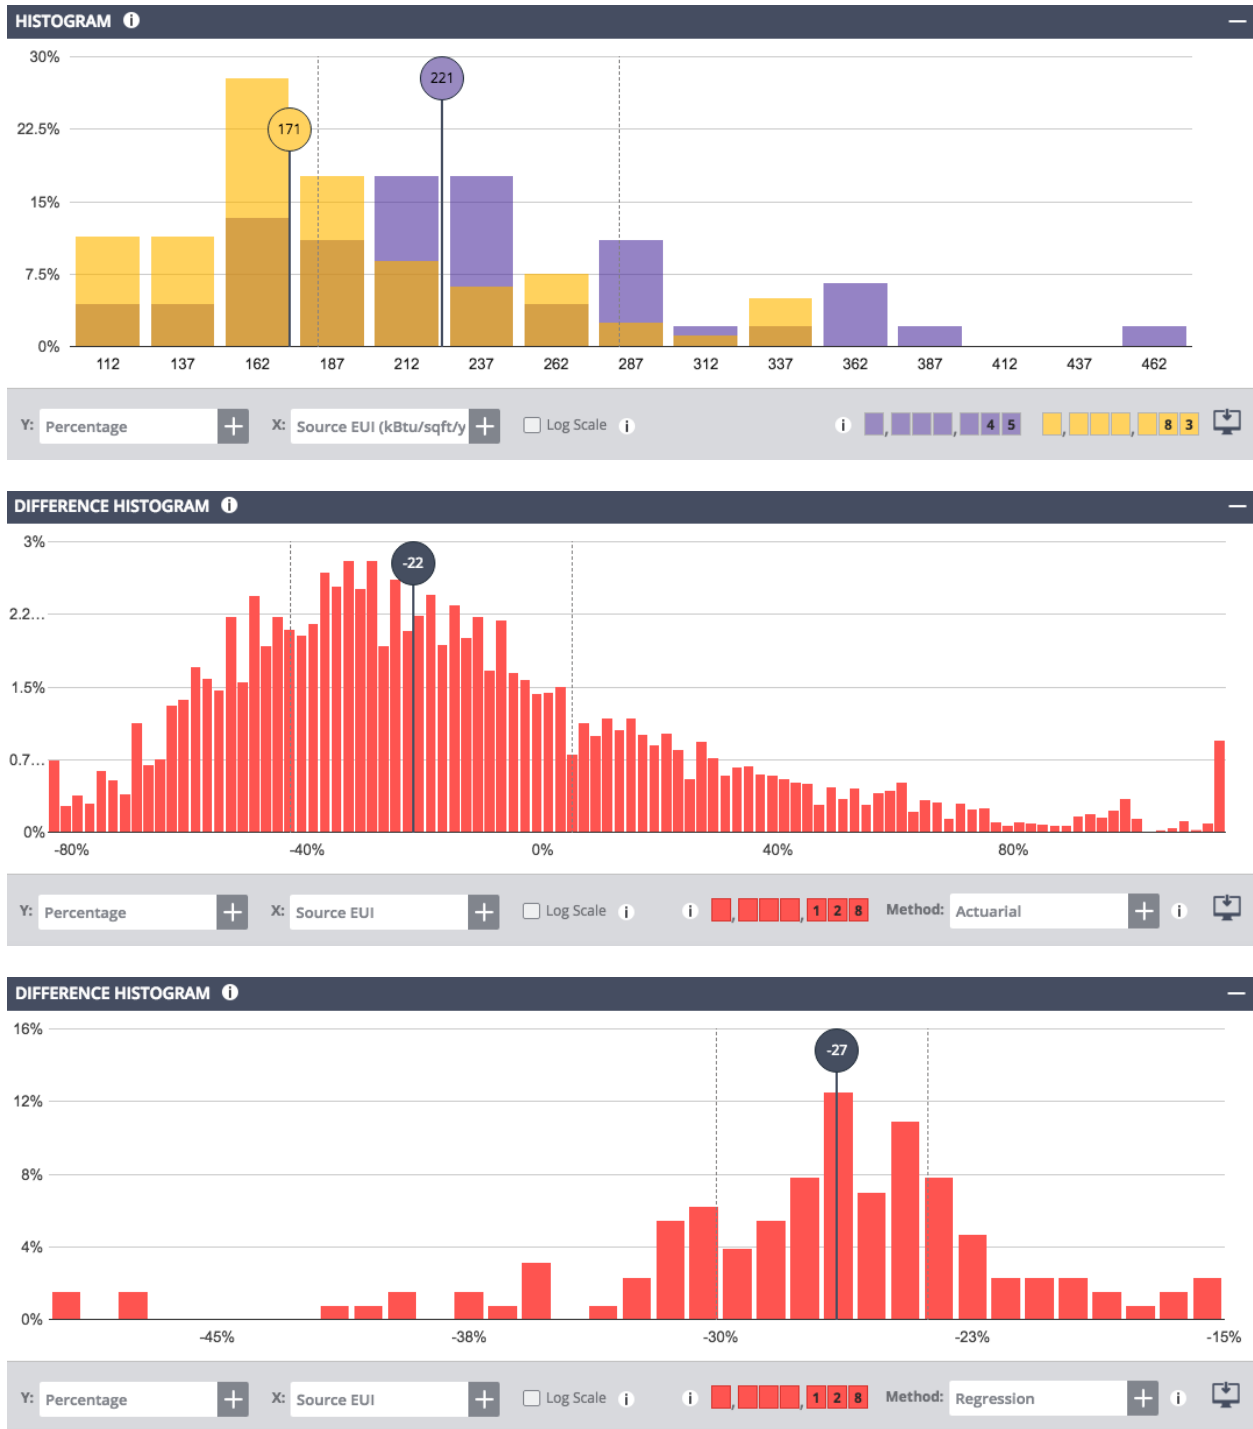 HISTOGRAM i
30%
22.5%
15%
7.5%
0%
221
171
112 137 162 187 212 237 262 287 312 337 362 387 412 437 462
Y: Percentage + X: Source EUI (kBtu/sqft/y + Log Scale i i , , 4 5 , , 8 3
DIFFERENCE HISTOGRAM i
3%
2.2...
1.5%
0.7...
0%
-22
-80% -40% 0% 40% 80%
Y: Percentage + X: Source EUI + Log Scale i i , , 1 2 8 Method: Actuarial + i
DIFFERENCE HISTOGRAM i
16%
12%
8%
4%
0%
-27
-45% -38% -30% -23% -15%
Y: Percentage + X: Source EUI + Log Scale i i , , 1 2 8 Method: Regression + i